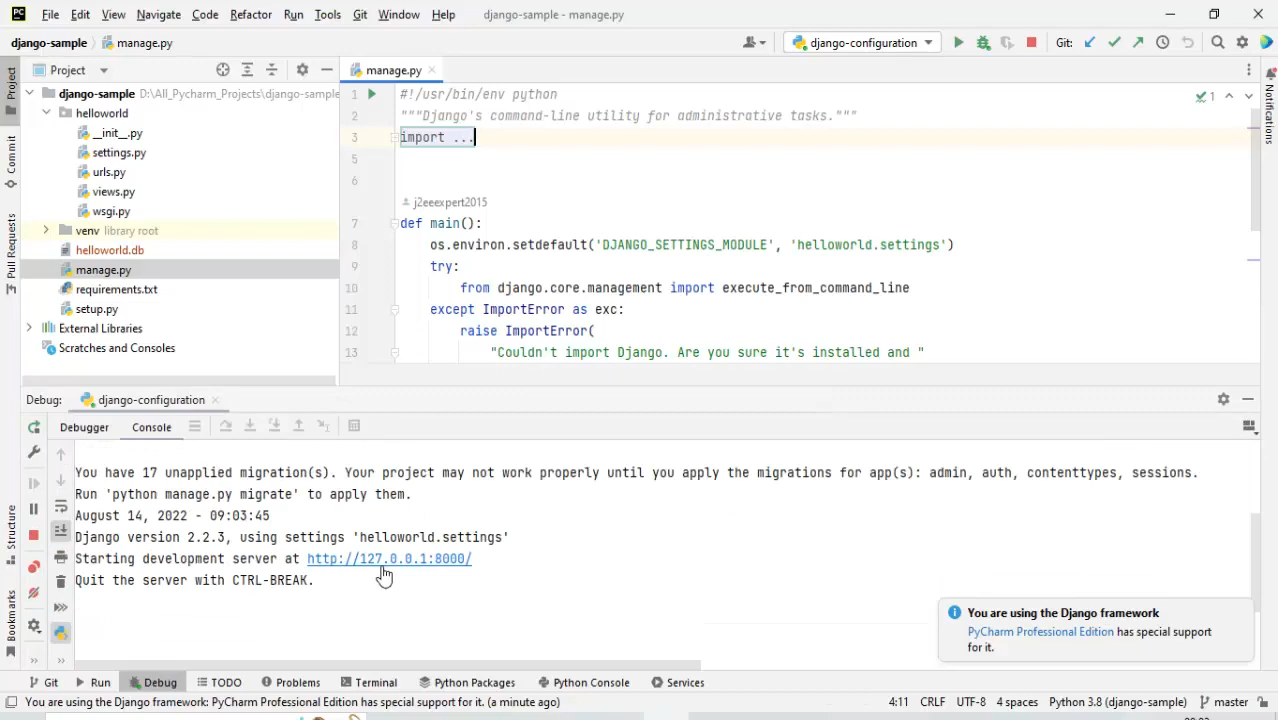 PC File Edit Navigate Code Refactor Run Tools Git Window Help django-sample - manage.py
django-sample manage.py django-configuration Git:
Project manage.py
django-sample D:\All_Pycharm_Projects\django-sample
helloworld
__init__.py
settings.py
urls.py
views.py
wsgi.py
venv library root
helloworld.db
manage.py
requirements.txt
setup.py
External Libraries
Scratches and Consoles
Project
Commit
Pull Requests
Structure
Bookmarks
Notifications
1 #!/usr/bin/env python
2 """Django's command-line utility for administrative tasks."""
3 import ...
5
6
j2eeexpert2015
7 def main():
8 os.environ.setdefault('DJANGO_SETTINGS_MODULE', 'helloworld.settings')
9 try:
10 from django.core.management import execute_from_command_line
11 except ImportError as exc:
12 raise ImportError(
13 "Couldn't import Django. Are you sure it's installed and "
1
Debug: django-configuration
Debugger Console
You have 17 unapplied migration(s). Your project may not work properly until you apply the migrations for app(s): admin, auth, contenttypes, sessions.
Run 'python manage.py migrate' to apply them.
August 14, 2022 - 09:03:45
Django version 2.2.3, using settings 'helloworld.settings'
Starting development server at http://127.0.0.1:8000/
Quit the server with CTRL-BREAK.
You are using the Django framework
PyCharm Professional Edition has special support
for it.
Git Run Debug TODO Problems Terminal Python Packages Python Console Services
You are using the Django framework: PyCharm Professional Edition has special support for it. (a minute ago) 4:11 CRLF UTF-8 4 spaces Python 3.8 (django-sample) master